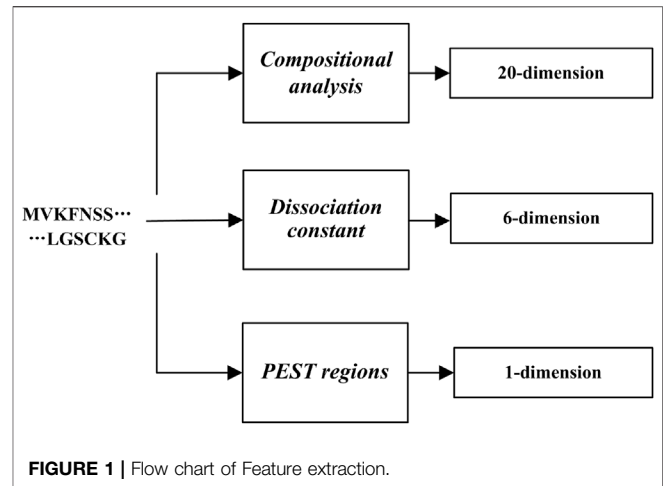 Compositional
analysis
20-dimension
MVKFNSS···
···LGSCKG
Dissociation
constant
6-dimension
PEST regions
1-dimension
FIGURE 1 | Flow chart of Feature extraction.